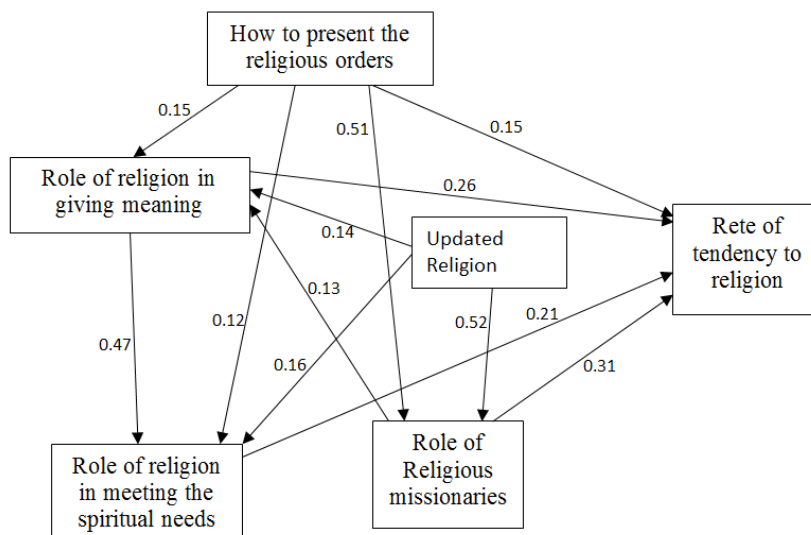 How to present the
religious orders
0.15
0.51
0.15
Role of religion in
giving meaning
0.26
Rete of
tendency to
religion
0.14
Updated
Religion
0.13
0.12
0.52
0.21
0.47
0.16
0.31
Role of religion
in meeting the
spiritual needs
Role of
Religious
missionaries